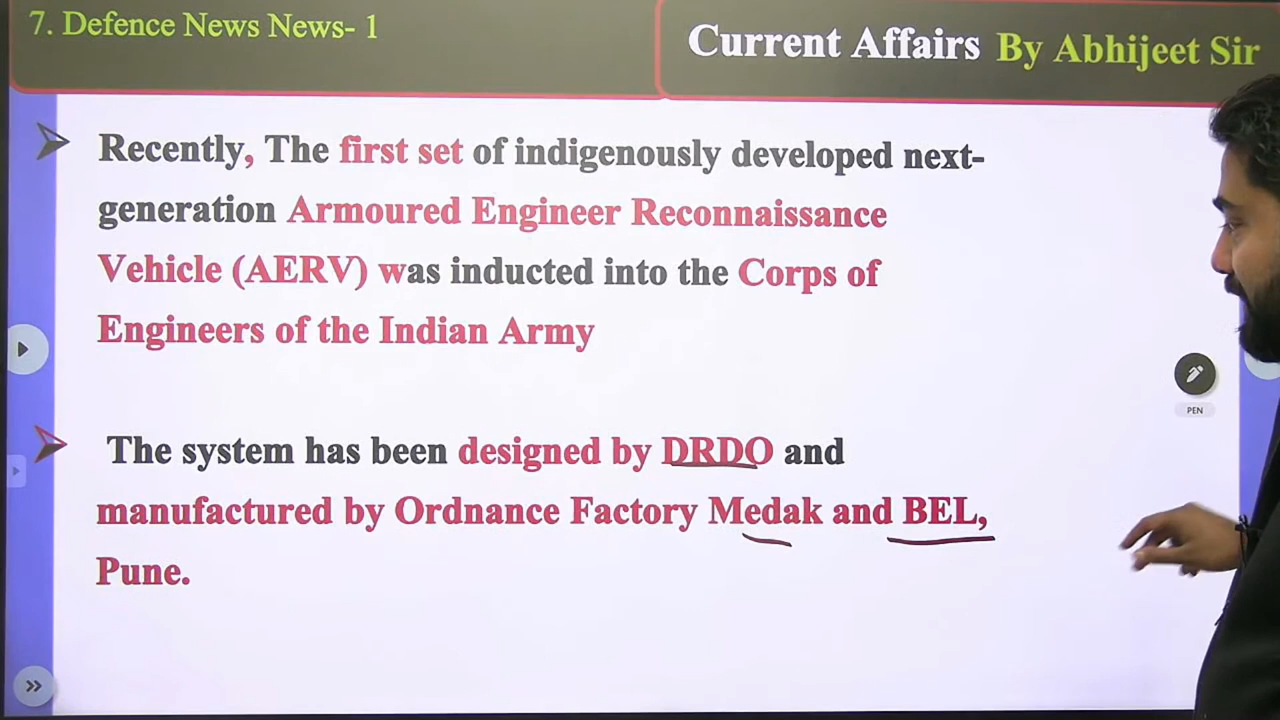 7. Defence News News- 1
Current Affairs By Abhijeet Sir
Recently, The first set of indigenously developed next-
generation Armoured Engineer Reconnaissance
Vehicle (AERV) was inducted into the Corps of
Engineers of the Indian Army
PEN
The system has been designed by DRDO and
manufactured by Ordnance Factory Medak and BEL,
Pune.